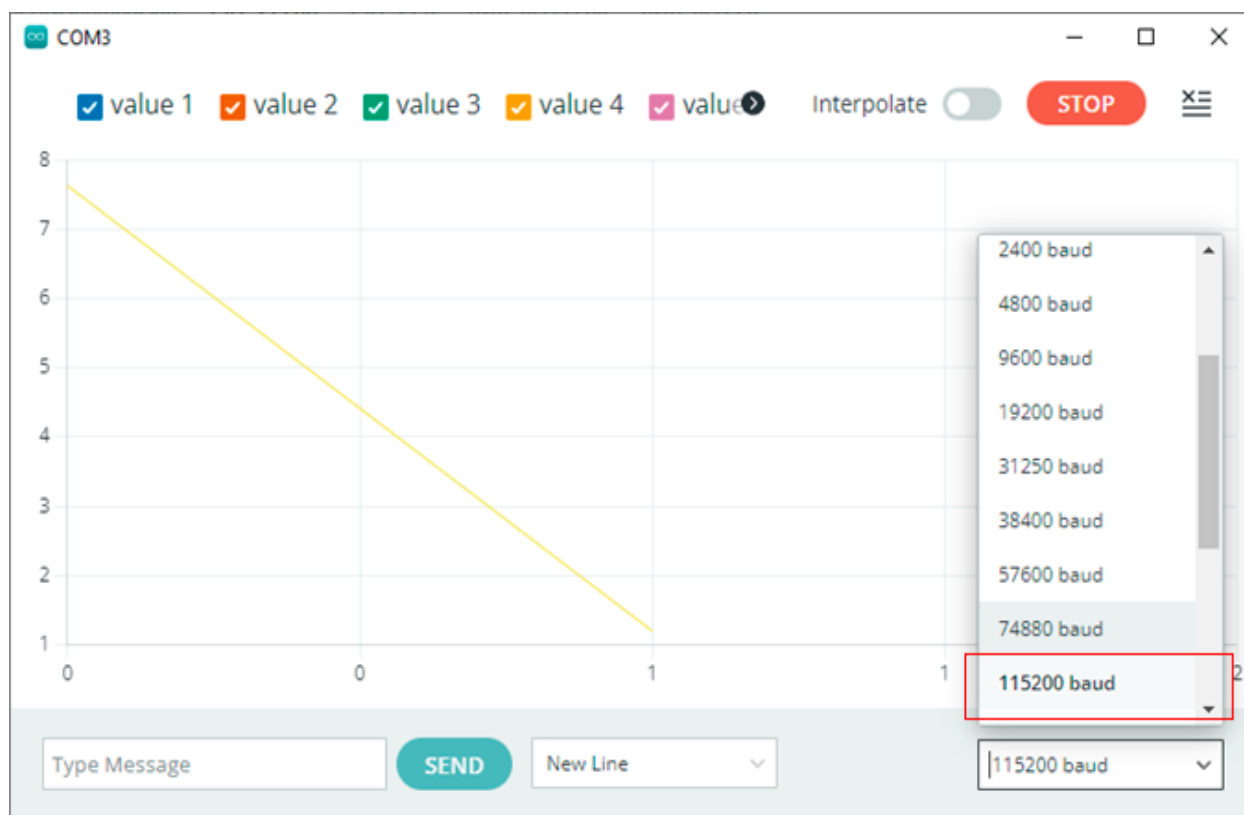 COM3
value 1 value 2 value 3 value 4 value Interpolate STOP
8
7
6
5
4
3
2
1
0 0 1 1 2
2400 baud
4800 baud
9600 baud
19200 baud
31250 baud
38400 baud
57600 baud
74880 baud
115200 baud
Type Message SEND New Line 115200 baud